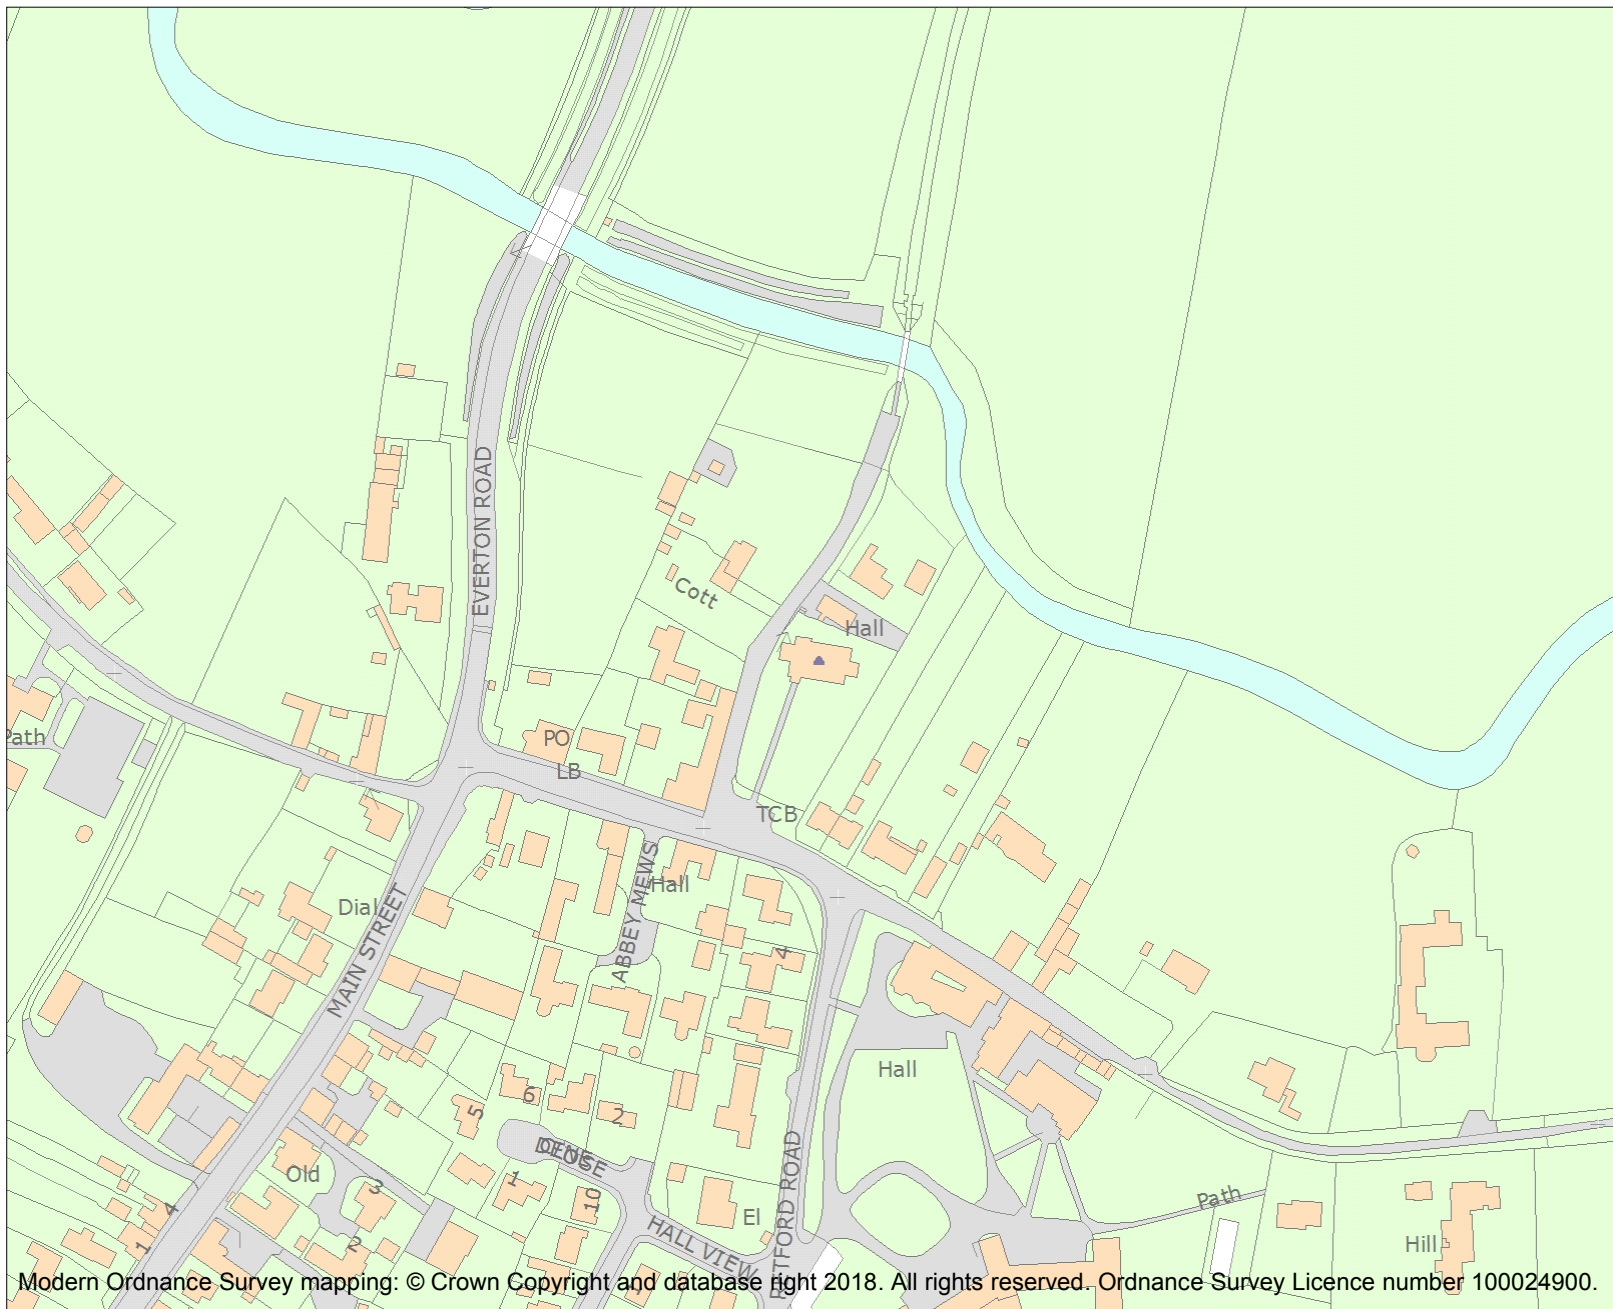 EVERTON ROAD
Cott
Hall
PO
LB
Path
TCB
ABBEY MEWS
Hall
Dial
MAIN STREET
4
Hall
6
5
2
DENE
CLOSE
1
10
Old
3
4
1
2
El
HALL VIEW
RETFORD ROAD
Path
Hill
Modern Ordnance Survey mapping: © Crown Copyright and database right 2018. All rights reserved. Ordnance Survey Licence number 100024900.